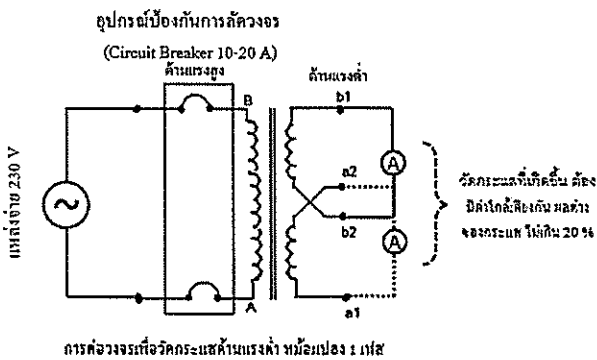 อุปกรณ์ป้องกันการลัดวงจร
(Circuit Breaker 10-20 A)
ด้านแรงสูง
ด้านแรงต่ำ
B
b1
A
แหล่งจ่าย 230 V
a2
วัดกระแสที่เกิดขึ้น ต้อง
มีค่าใกล้เคียงกัน ผลต่าง
ของกระแส ไม่เกิน 20 %
b2
A
A
a1
การต่อวงจรเพื่อวัดกระแสด้านแรงต่ำ หม้อแปลง 1 เฟส